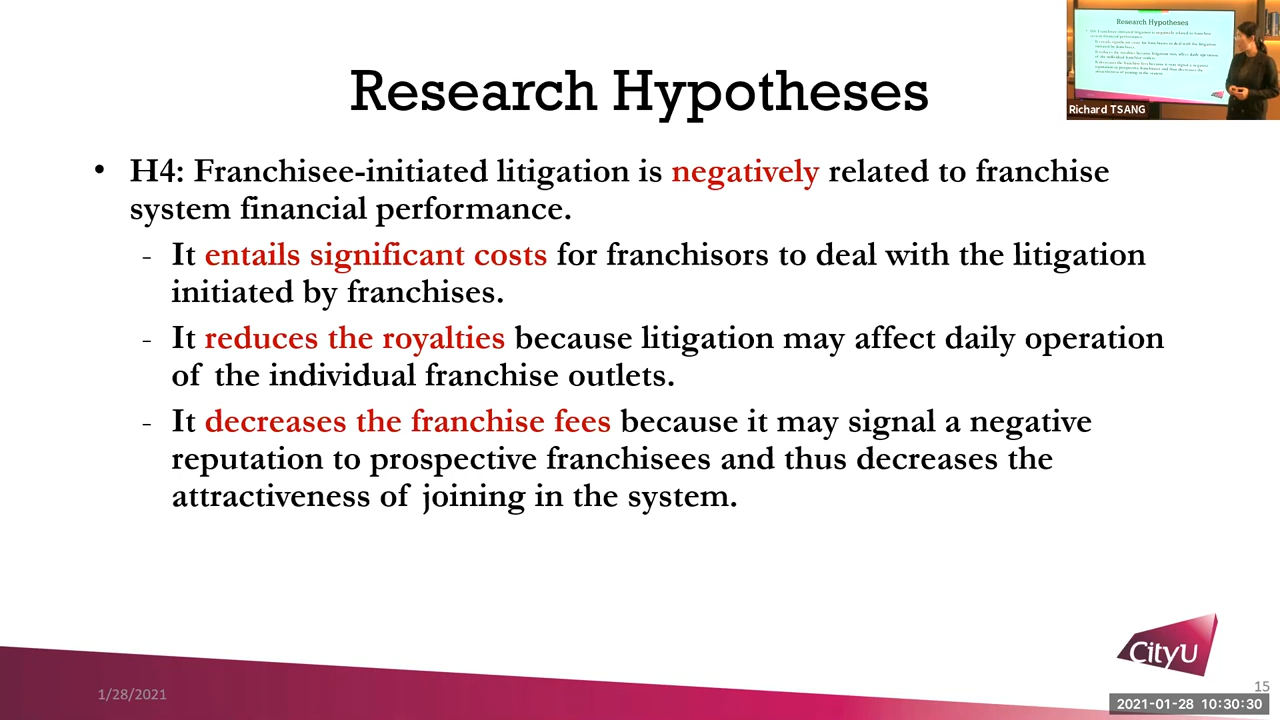 Research Hypotheses
• H4: Franchisee-initiated litigation is negatively related to franchise
system financial performance.
- It entails significant costs for franchisors to deal with the litigation
initiated by franchises.
- It reduces the royalties because litigation may affect daily operation
of the individual franchise outlets.
- It decreases the franchise fees because it may signal a negative
reputation to prospective franchisees and thus decreases the
attractiveness of joining in the system.
Research Hypotheses
Richard TSANG
CityU
1/28/2021
15
2021-01-28 10:30:30